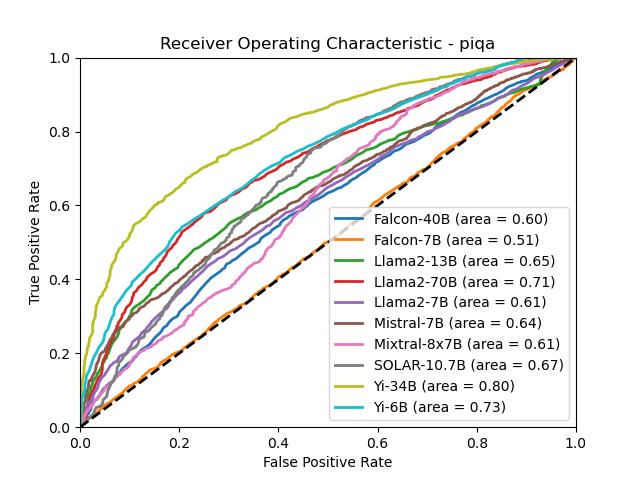 Receiver Operating Characteristic - piqa
True Positive Rate
1.0
0.8
0.6
0.4
0.2
0.0
Falcon-40B (area = 0.60)
Falcon-7B (area = 0.51)
Llama2-13B (area = 0.65)
Llama2-70B (area = 0.71)
Llama2-7B (area = 0.61)
Mistral-7B (area = 0.64)
Mixtral-8x7B (area = 0.61)
SOLAR-10.7B (area = 0.67)
Yi-34B (area = 0.80)
Yi-6B (area = 0.73)
0.0 0.2 0.4 0.6 0.8 1.0
False Positive Rate